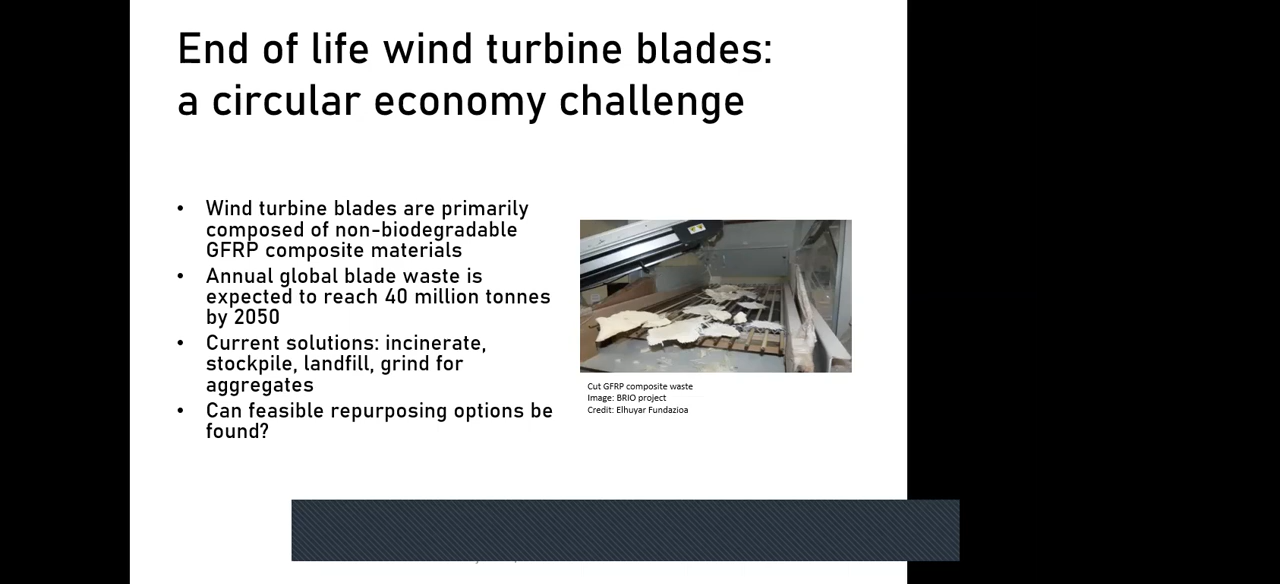 End of life wind turbine blades:
a circular economy challenge
• Wind turbine blades are primarily
composed of non-biodegradable
GFRP composite materials
• Annual global blade waste is
expected to reach 40 million tonnes
by 2050
• Current solutions: incinerate,
stockpile, landfill, grind for
aggregates
• Can feasible repurposing options be
found?
Cut GFRP composite waste
Image: BRIO project
Credit: Elhuyar Fundazioa